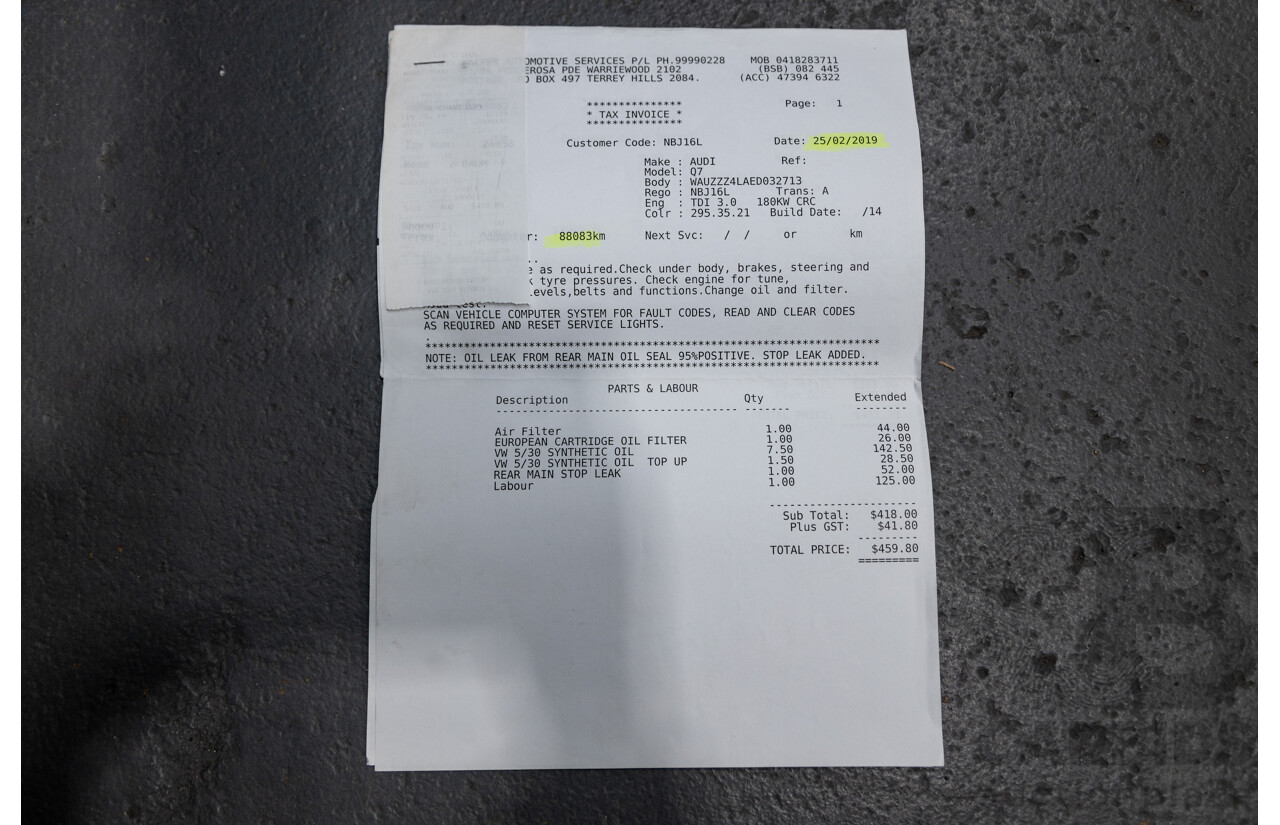 OMOTIVE SERVICES P/L PH.99990228 MOB 0418283711
EROSA PDE WARRIEWOOD 2102 (BSB) 082 445
O BOX 497 TERREY HILLS 2084. (ACC) 47394 6322
*************** Page: 1
* TAX INVOICE *
***************
Customer Code: NBJ16L Date: 25/02/2019
Make : AUDI Ref:
Model: Q7
Body : WAUZZZ4LAED032713
Rego : NBJ16L Trans: A
Eng : TDI 3.0 180KW CRC
Colr : 295.35.21 Build Date: /14
r: 88083km Next Svc: / / or km
..
e as required.Check under body, brakes, steering and
k tyre pressures. Check engine for tune,
levels,belts and functions.Change oil and filter.
test.
SCAN VEHICLE COMPUTER SYSTEM FOR FAULT CODES, READ AND CLEAR CODES
AS REQUIRED AND RESET SERVICE LIGHTS.
.
***********************************************************************
NOTE: OIL LEAK FROM REAR MAIN OIL SEAL 95%POSITIVE. STOP LEAK ADDED.
***********************************************************************
PARTS & LABOUR
Description Qty Extended
------------------------------------- ------- --------
Air Filter 1.00 44.00
EUROPEAN CARTRIDGE OIL FILTER 1.00 26.00
VW 5/30 SYNTHETIC OIL 7.50 142.50
VW 5/30 SYNTHETIC OIL TOP UP 1.50 28.50
REAR MAIN STOP LEAK 1.00 52.00
Labour 1.00 125.00
-----------------------
Sub Total: $418.00
Plus GST: $41.80
---------
TOTAL PRICE: $459.80
=========